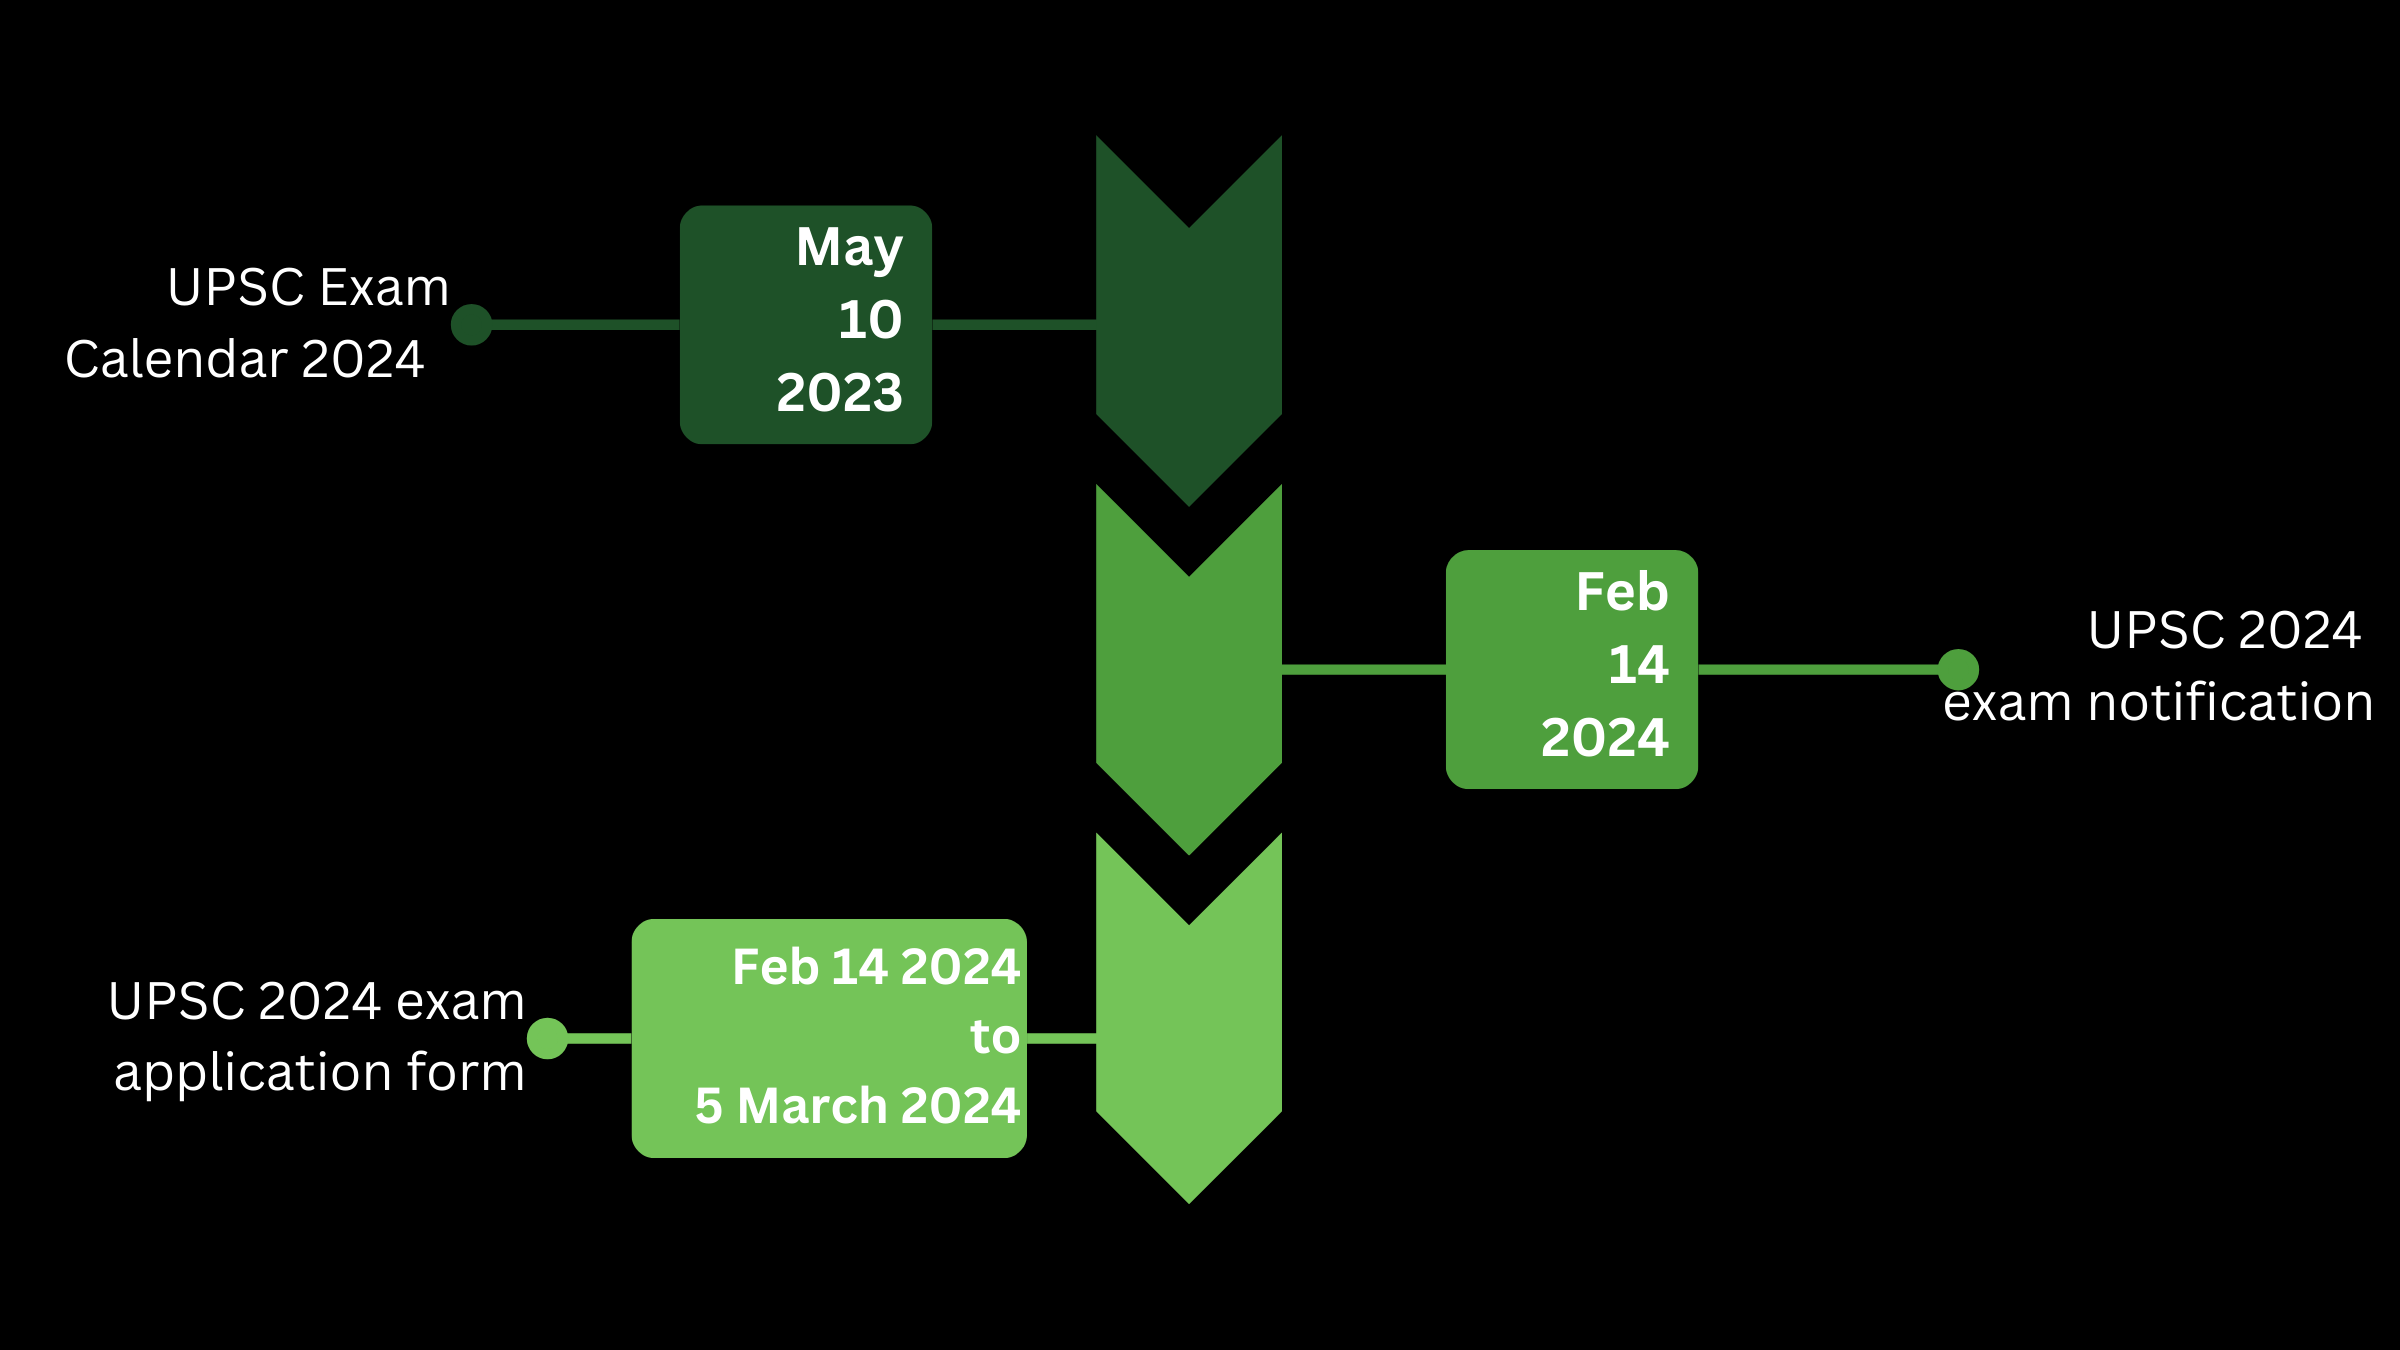 UPSC Exam
Calendar 2024
May
10
2023
Feb
14
2024
UPSC 2024
exam notification
UPSC 2024 exam
application form
Feb 14 2024
to
5 March 2024